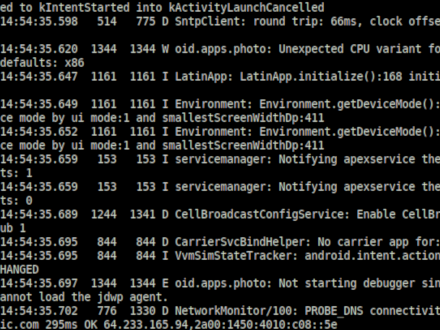 ed to kIntentStarted into kActivityLaunchCancelled
14:54:35.598   514   775 D SntpClient: round trip: 66ms, clock offse
14:54:35.620  1344  1344 W oid.apps.photo: Unexpected CPU variant fo
defaults: x86
14:54:35.647  1161  1161 I LatinApp: LatinApp.initialize():168 initi
14:54:35.649  1161  1161 I Environment: Environment.getDeviceMode():
ce mode by ui mode:1 and smallestScreenWidthDp:411
14:54:35.652  1161  1161 I Environment: Environment.getDeviceMode():
ce mode by ui mode:1 and smallestScreenWidthDp:411
14:54:35.659   153   153 I servicemanager: Notifying apexservice the
ts: 1
14:54:35.659   153   153 I servicemanager: Notifying apexservice the
ts: 0
14:54:35.689  1244  1341 D CellBroadcastConfigService: Enable CellBr
ub 1
14:54:35.695   844   844 D CarrierSvcBindHelper: No carrier app for:
14:54:35.695   844   844 I VvmSimStateTracker: android.intent.action
HANGED
14:54:35.697  1344  1344 E oid.apps.photo: Not starting debugger sin
annot load the jdwp agent.
14:54:35.702   776  1330 D NetworkMonitor/100: PROBE_DNS connectivit
ic.com 295ms OK 64.233.165.94,2a00:1450:4010:c08::5e